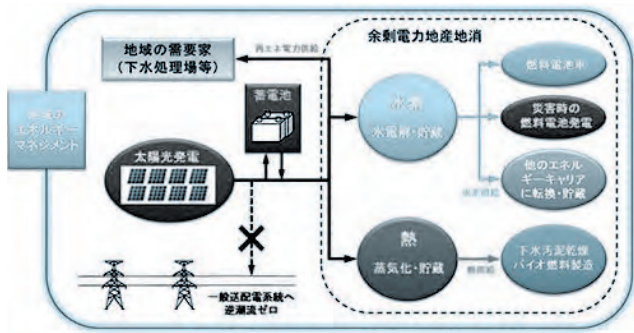 余剰電力地産地消
地域の需要家
(下水処理場等)
再エネ電力供給
蓄電池
地域の
エネルギー
マネジメント
太陽光発電
水素
水電解・貯蔵
燃料電池車
災害時の
燃料電池発電
他のエネル
ギーキャリア
に転換・貯蔵
水素供給
熱
蒸気化・貯蔵
熱供給
下水汚泥乾燥
バイオ燃料製造
一般送配電系統へ
逆潮流ゼロ